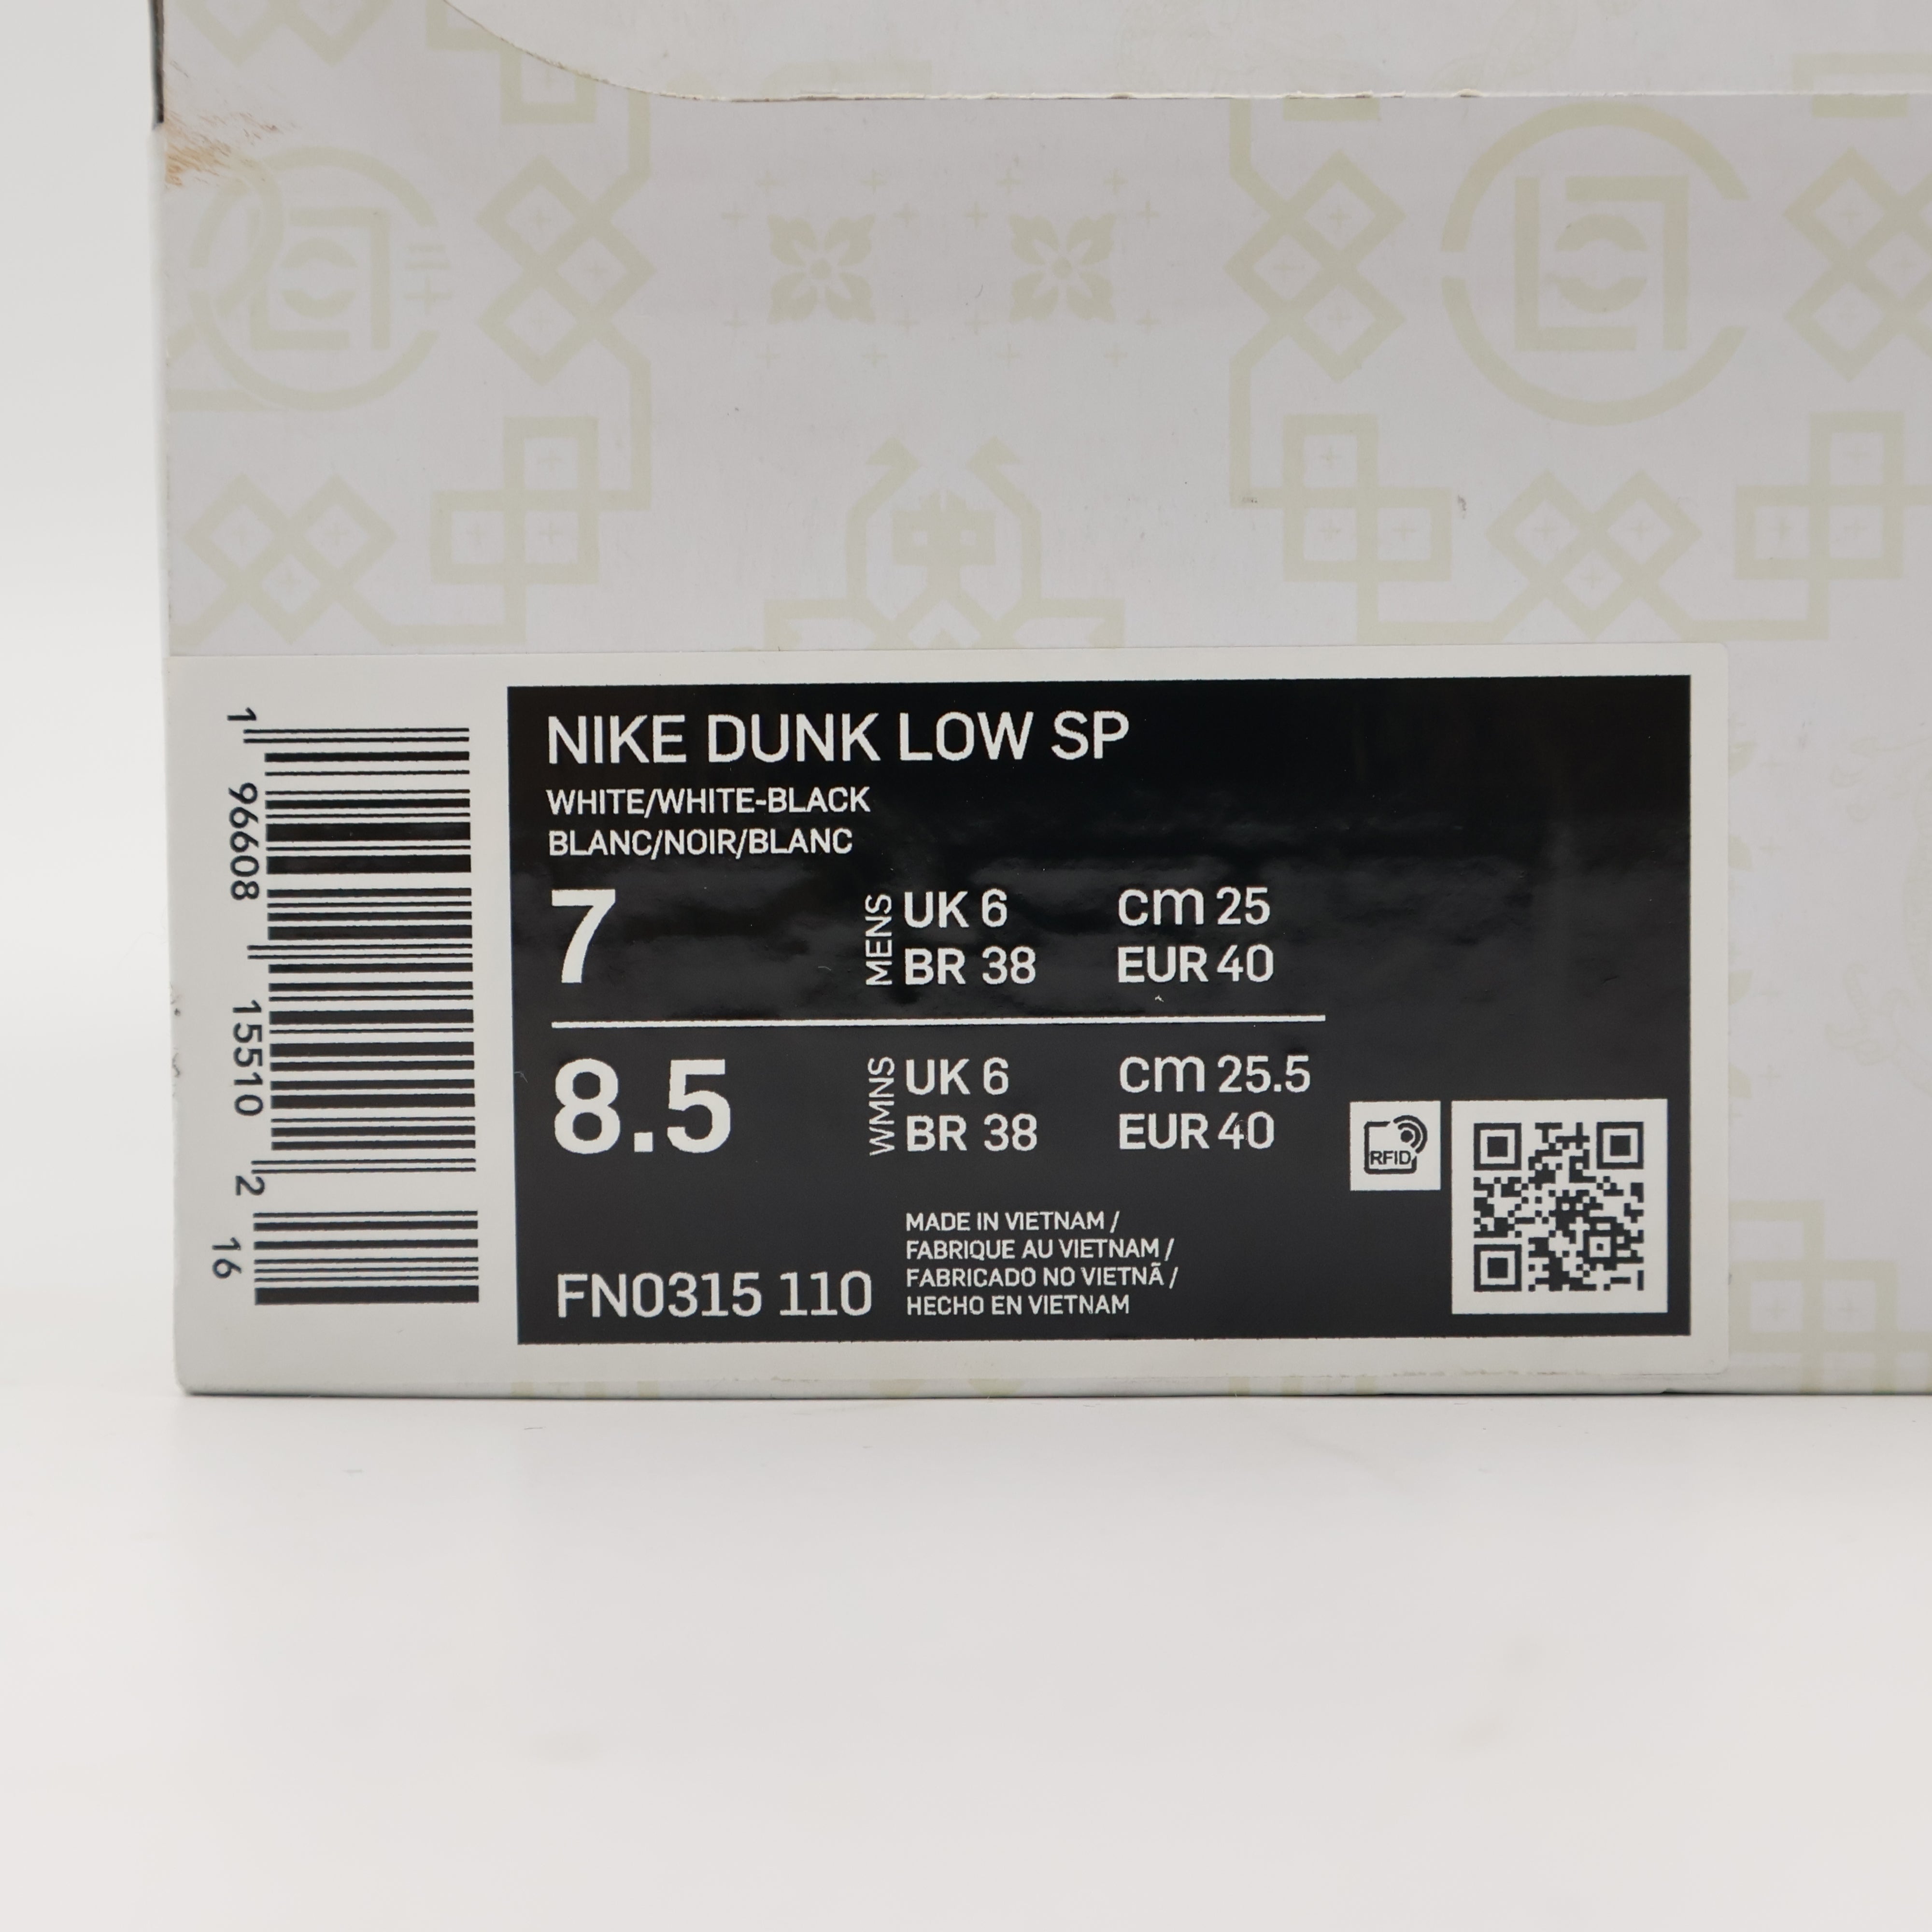 NIKE DUNK LOW SP
WHITE/WHITE-BLACK
BLANC/NOIR/BLANC
7 MENS UK 6 cm 25
BR 38 EUR 40
8.5 WMNS UK 6 cm 25.5
BR 38 EUR 40
MADE IN VIETNAM /
FABRIQUE AU VIETNAM /
FABRICADO NO VIETNÃ /
HECHO EN VIETNAM
FN0315 110
RFID
1 96608 15510 2 16
二
十